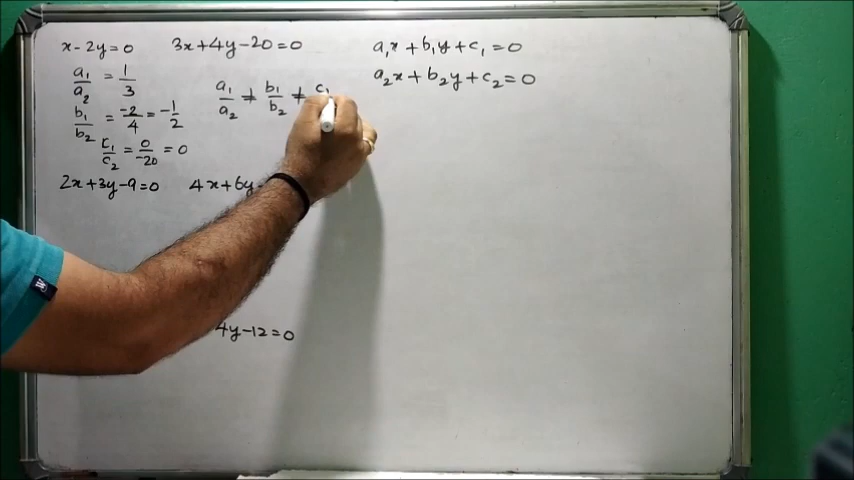 x-2y=0 3x+4y-20=0 a₁x+b₁y+c₁=0
a₁/a₂ = 1/3 a₁/a₂ ≠ b₁/b₂ ≠ c₁ a₂x+b₂y+c₂=0
b₁/b₂ = -2/4 = -1/2
c₁/c₂ = 0/-20 = 0
2x+3y-9=0 4x+6y-
4y-12=0